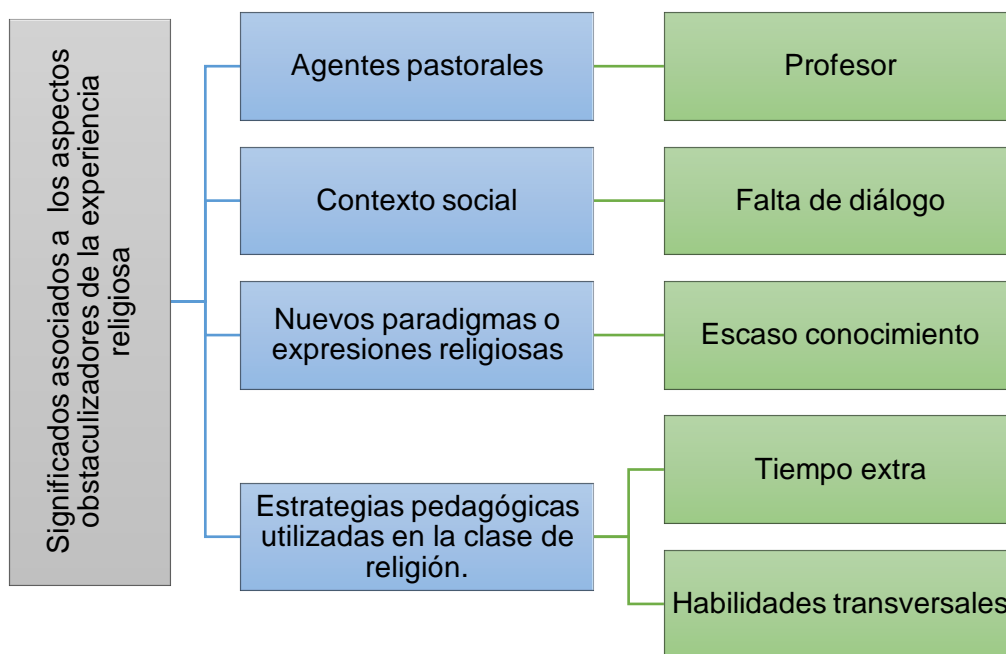 Significados asociados a los aspectos
obstaculizadores de la experiencia
religiosa
Agentes pastorales
Profesor
Contexto social
Falta de diálogo
Nuevos paradigmas o
expresiones religiosas
Escaso conocimiento
Estrategias pedagógicas
utilizadas en la clase de
religión.
Tiempo extra
Habilidades transversales